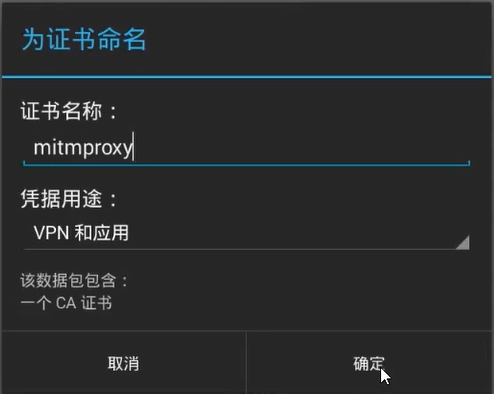 为证书命名
证书名称：
mitmproxy
凭据用途：
VPN 和应用
该数据包包含：
一个 CA 证书
取消
确定